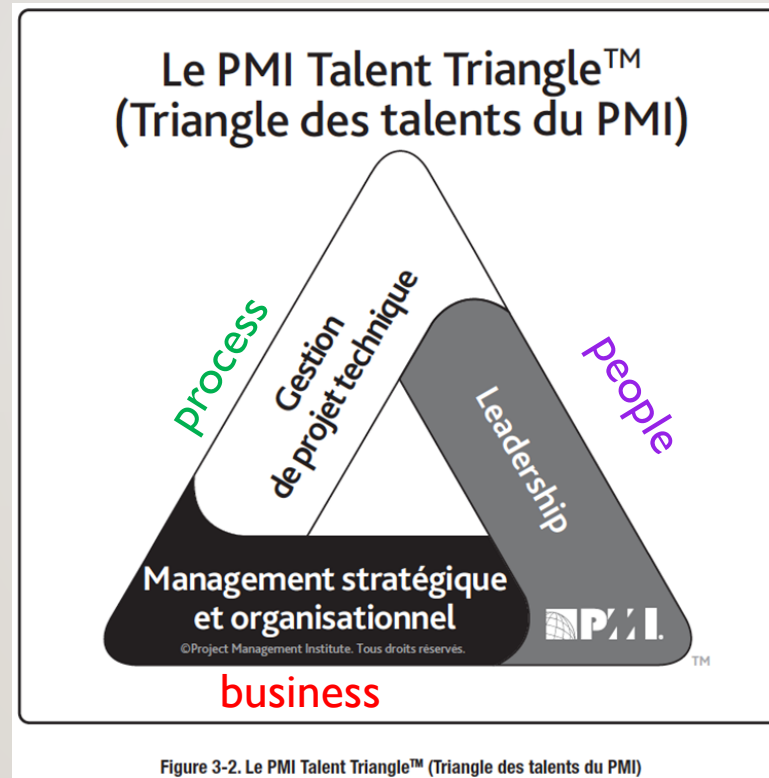 Le PMI Talent Triangle™
(Triangle des talents du PMI)
process
Gestion
de projet technique
people
Leadership
Management stratégique
et organisationnel
©Project Management Institute. Tous droits réservés.
PMI.
TM
business
Figure 3-2. Le PMI Talent Triangle™ (Triangle des talents du PMI)